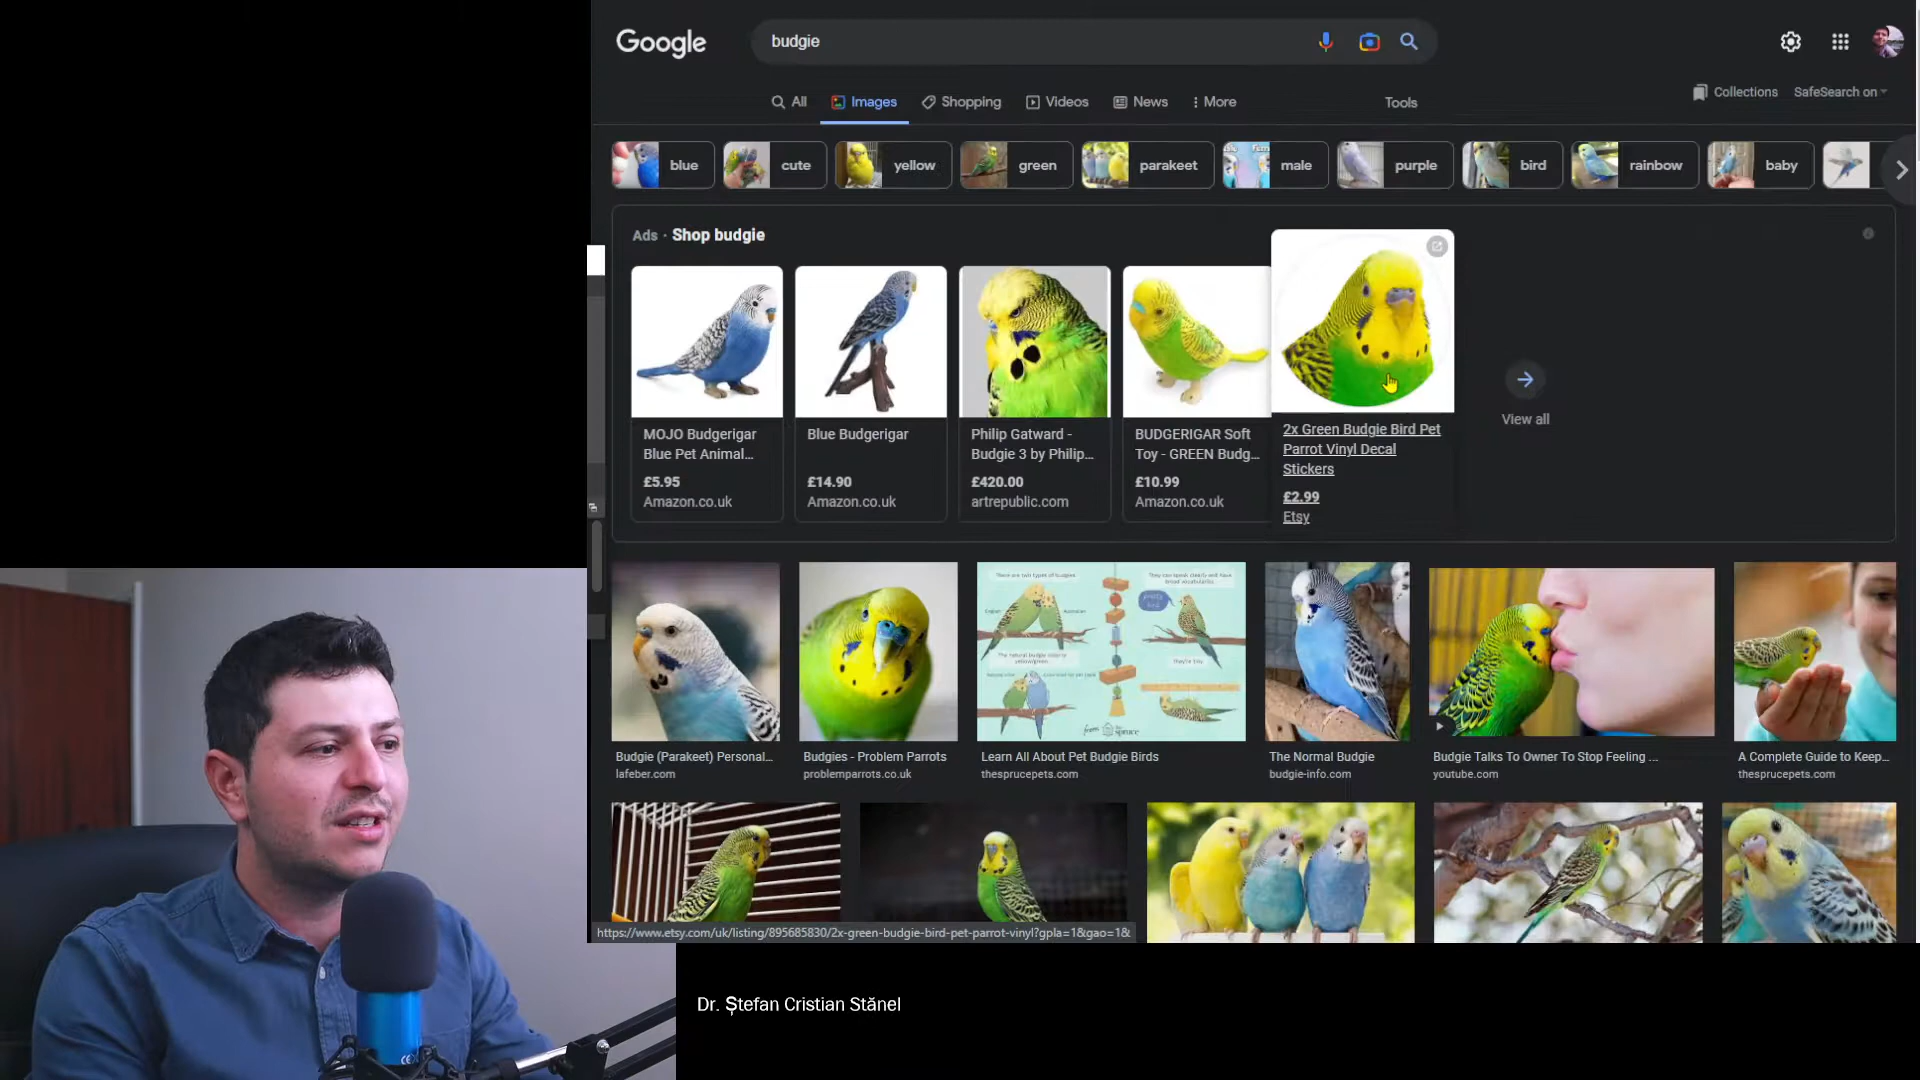 Google
budgie
All
Images
Shopping
Videos
News
More
Tools
Collections
SafeSearch on
blue
cute
yellow
green
parakeet
male
purple
bird
rainbow
baby
Ads · Shop budgie
MOJO Budgerigar
Blue Pet Animal...
£5.95
Amazon.co.uk
Blue Budgerigar
£14.90
Amazon.co.uk
Philip Gatward -
Budgie 3 by Philip...
£420.00
artrepublic.com
BUDGERIGAR Soft
Toy - GREEN Budg...
£10.99
Amazon.co.uk
2x Green Budgie Bird Pet
Parrot Vinyl Decal
Stickers
£2.99
Etsy
View all
There are two types of budgies
Budgie (Parakeet) Personal...
lafeber.com
Budgies - Problem Parrots
problemparrots.co.uk
Learn All About Pet Budgie Birds
thesprucepets.com
The Normal Budgie
budgie-info.com
Budgie Talks To Owner To Stop Feeling ...
youtube.com
A Complete Guide to Keep...
thesprucepets.com
https://www.etsy.com/uk/listing/895685830/2x-green-budgie-bird-pet-parrot-vinyl?gpla=1&gao=1&
Dr. Ștefan Cristian Stănel